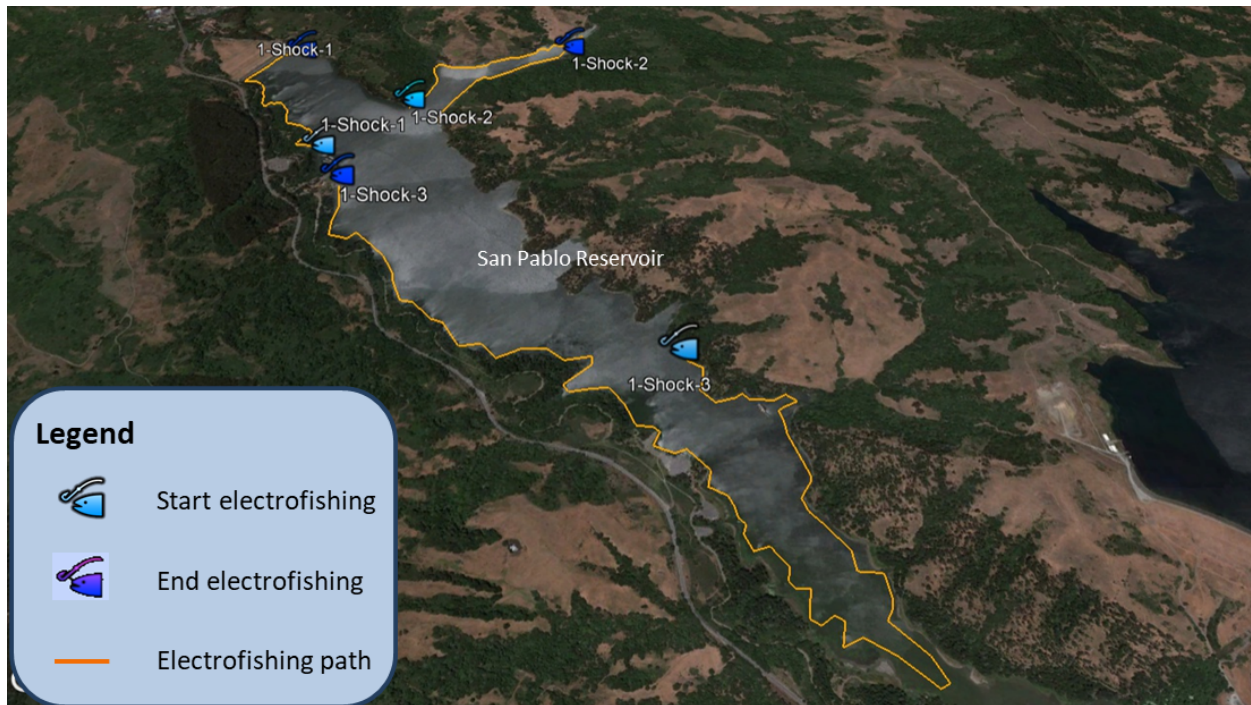 1-Shock-1
1-Shock-2
1-Shock-2
1-Shock-1
1-Shock-3
San Pablo Reservoir
1-Shock-3
Legend
Start electrofishing
End electrofishing
Electrofishing path